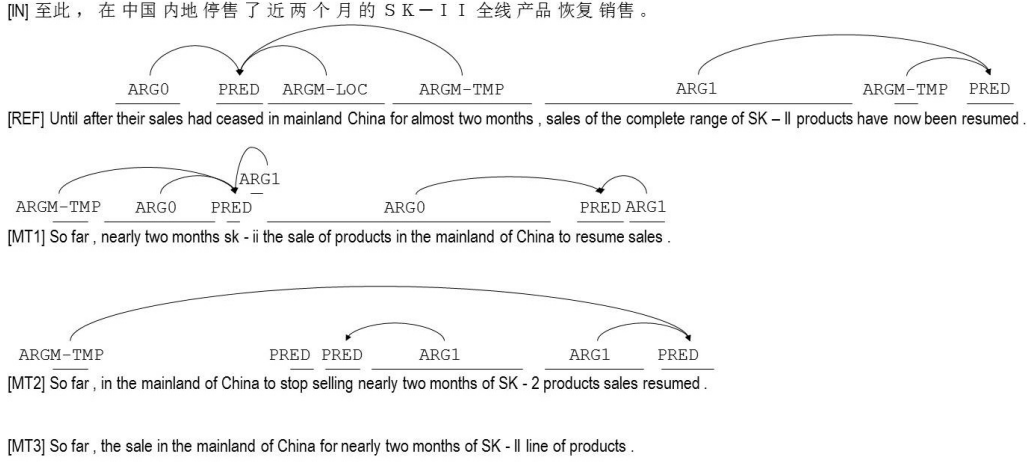 [IN] 至此 ， 在 中国 内地 停售 了 近 两 个 月 的 ＳＫ－ＩＩ 全线 产品 恢复 销售 。
ARG0 PRED ARGM-LOC ARGM-TMP ARG1 ARGM-TMP PRED
[REF] Until after their sales had ceased in mainland China for almost two months , sales of the complete range of SK – II products have now been resumed .
ARG1
ARGM-TMP ARG0 PRED ARG0 PRED ARG1
[MT1] So far , nearly two months sk - ii the sale of products in the mainland of China to resume sales .
ARGM-TMP PRED PRED ARG1 ARG1 PRED
[MT2] So far , in the mainland of China to stop selling nearly two months of SK - 2 products sales resumed .
[MT3] So far , the sale in the mainland of China for nearly two months of SK - II line of products .